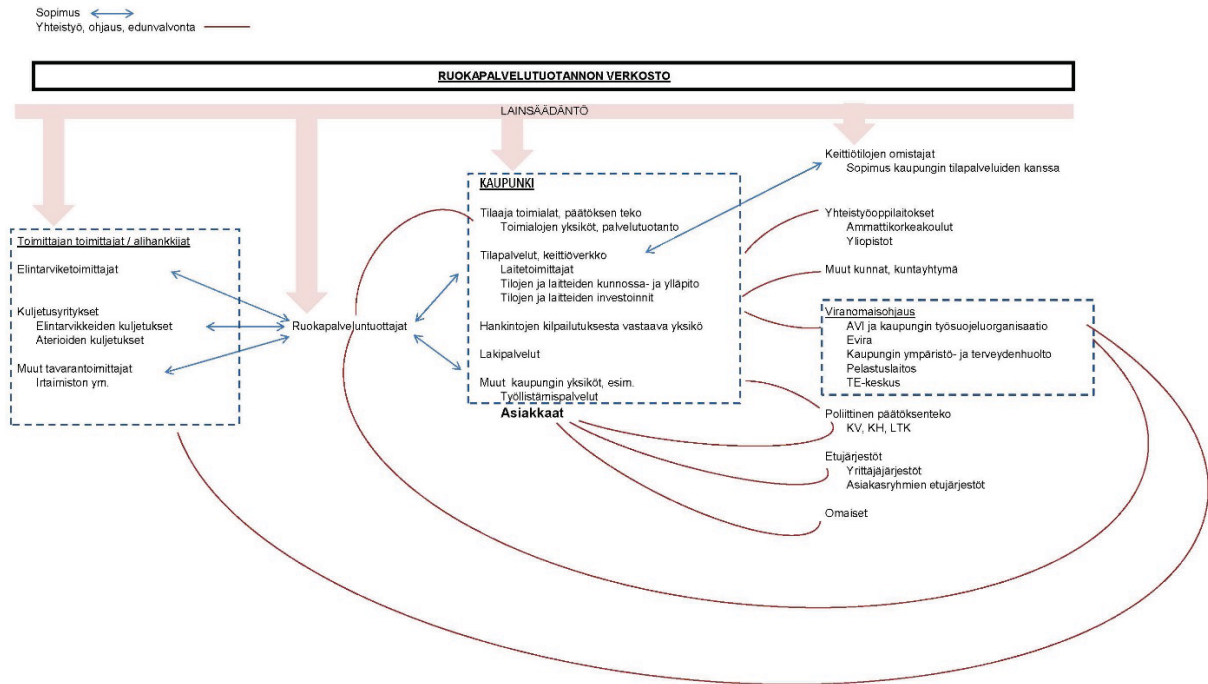 Sopimus
Yhteistyö, ohjaus, edunvalvonta
RUOKAPALVELUTUOTANNON VERKOSTO
LAINSÄÄDÄNTÖ
Toimittajan toimittajat / alihankkijat
Elintarviketoimittajat
Kuljetusyritykset
Elintarvikkeiden kuljetukset
Aterioiden kuljetukset
Muut tavarantoimittajat
Irtaimiston ym.
Ruokapalveluntuottajat
KAUPUNKI
Tilaaja toimialat, päätöksen teko
Toimialojen yksiköt, palvelutuotanto
Tilapalvelut, keittiöverkko
Laitetoimittajat
Tilojen ja laitteiden kunnossa- ja ylläpito
Tilojen ja laitteiden investoinnit
Hankintojen kilpailutuksesta vastaava yksikö
Lakipalvelut
Muut kaupungin yksiköt, esim.
Työllistämispalvelut
Asiakkaat
Keittiötilojen omistajat
Sopimus kaupungin tilapalveluiden kanssa
Yhteistyöoppilaitokset
Ammattikorkeakoulut
Yliopistot
Muut kunnat, kuntayhtymä
Viranomaisohjaus
AVI ja kaupungin työsuojeluorganisaatio
Evira
Kaupungin ympäristö- ja terveydenhuolto
Pelastuslaitos
TE-keskus
Poliittinen päätöksenteko
KV, KH, LTK
Etujärjestöt
Yrittäjäjärjestöt
Asiakasryhmien etujärjestöt
Omaiset